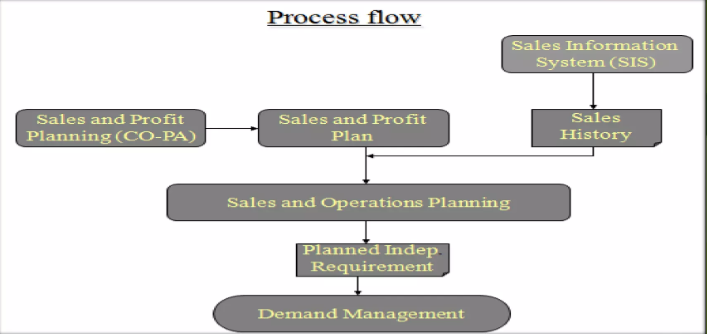 Process flow
Sales Information
System (SIS)
Sales and Profit
Planning (CO-PA)
Sales and Profit
Plan
Sales
History
Sales and Operations Planning
Planned Indep.
Requirement
Demand Management